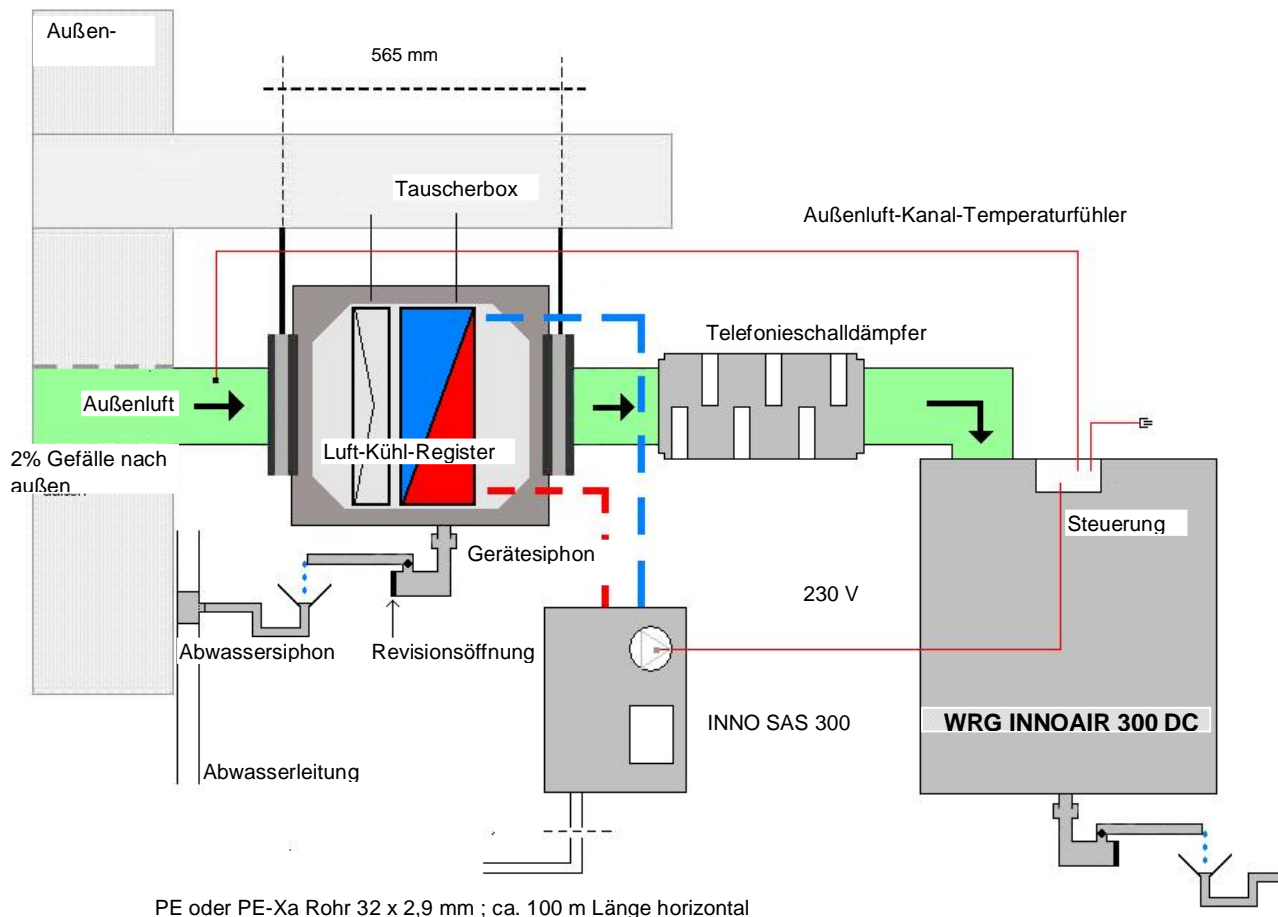 Außen-
565 mm
Tauscherbox
Außenluft-Kanal-Temperaturfühler
Telefonieschalldämpfer
Außenluft
Luft-Kühl-Register
2% Gefälle nach
außen
Steuerung
Gerätesiphon
230 V
Abwassersiphon
Revisionsöffnung
INNO SAS 300
WRG INNOAIR 300 DC
Abwasserleitung
PE oder PE-Xa Rohr 32 x 2,9 mm ; ca. 100 m Länge horizontal